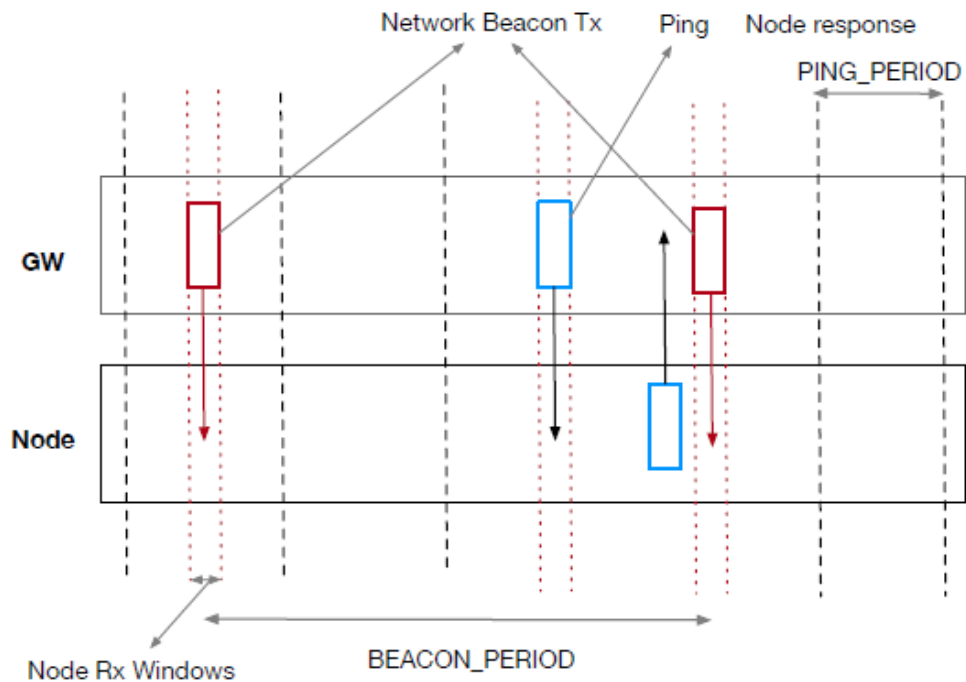 Network Beacon Tx
Ping
Node response
PING_PERIOD
GW
Node
BEACON_PERIOD
Node Rx Windows